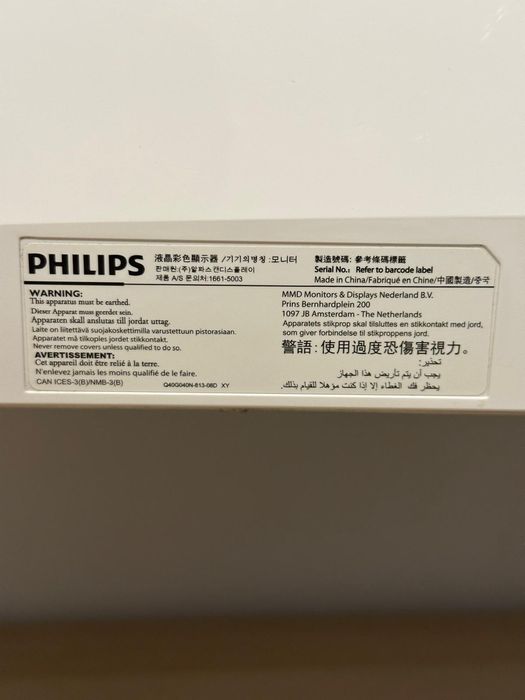 PHILIPS
液晶彩色顯示器 /기기의명칭 :모니터
판매원:(주)알파스캔디스플레이
제품 A/S 문의처:1661-5003
製造號碼: 參考條碼標籤
Serial No.: Refer to barcode label
Made in China/Fabriqué en Chine/中國製造/중국
WARNING:
This apparatus must be earthed.
Dieser Apparat muss geerdet sein.
Apparaten skall anslutas till jordat uttag.
Laite on liitettävä suojakoskettimilla varustettuun pistorasiaan.
Apparatet må tilkoples jordet stikkontakt.
Never remove covers unless qualified to do so.
AVERTISSEMENT:
Cet appareil doit être relié à la terre.
N'enlevez jamais les moins qualifié de le faire.
CAN ICES-3(B)/NMB-3(B)
Q40G040N-813-06D XY
MMD Monitors & Displays Nederland B.V.
Prins Bernhardplein 200
1097 JB Amsterdam - The Netherlands
Apparatets stikprop skal tilsluttes en stikkontakt med jord,
som giver forbindelse til stikproppens jord.
警語:使用過度恐傷害視力。
تحذير:
يجب أن يتم تأريض هذا الجهاز
يحظر فك الغطاء إلا إذا كنت مؤهلا للقيام بذلك.